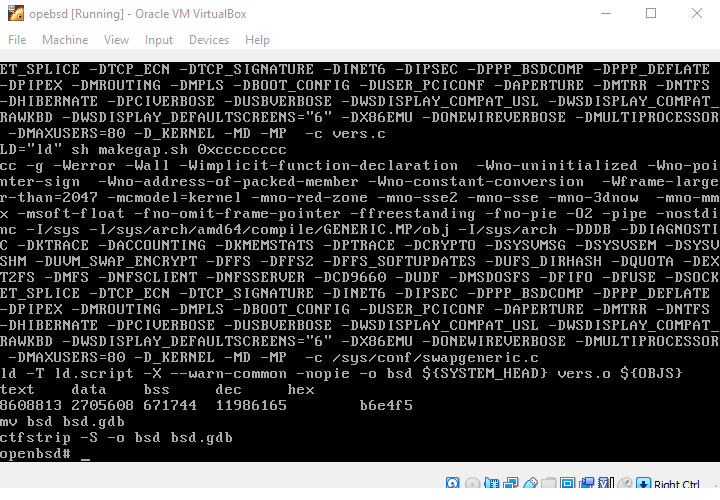 opebsd [Running] - Oracle VM VirtualBox
File Machine View Input Devices Help
ET_SPLICE -DTCP_ECN -DTCP_SIGNATURE -DINET6 -DIPSEC -DPPP_BSDCOMP -DPPP_DEFLATE
-DPIPEX -DMROUTING -DMPLS -DBOOT_CONFIG -DUSER_PCICONF -DAPERTURE -DMTRR -DNTFS
-DHIBERNATE -DPCIVERBOSE -DUSBVERBOSE -DWSDISPLAY_COMPAT_USL -DWSDISPLAY_COMPAT_
RAWKBD -DWSDISPLAY_DEFAULTSCREENS="6" -DX86EMU -DONEWIREVERBOSE -DMULTIPROCESSOR
-DMAXUSERS=80 -D_KERNEL -MD -MP -c vers.c
LD="ld" sh makegap.sh 0xcccccccc
cc -g -Werror -Wall -Wimplicit-function-declaration -Wno-uninitialized -Wno-poi
nter-sign -Wno-address-of-packed-member -Wno-constant-conversion -Wframe-large
r-than=2047 -mcmodel=kernel -mno-red-zone -mno-sse2 -mno-sse -mno-3dnow -mno-mm
x -msoft-float -fno-omit-frame-pointer -ffreestanding -fno-pie -O2 -pipe -nostdi
nc -I/sys -I/sys/arch/amd64/compile/GENERIC.MP/obj -I/sys/arch -DDDB -DDIAGNOSTI
C -DKTRACE -DACCOUNTING -DKMEMSTATS -DPTRACE -DCRYPTO -DSYSVMSG -DSYSVSEM -DSYSV
SHM -DUVM_SWAP_ENCRYPT -DFFS -DFFS2 -DFFS_SOFTUPDATES -DUFS_DIRHASH -DQUOTA -DEX
T2FS -DMFS -DNFSCLIENT -DNFSSERVER -DCD9660 -DUDF -DMSDOSFS -DFIFO -DFUSE -DSOCK
ET_SPLICE -DTCP_ECN -DTCP_SIGNATURE -DINET6 -DIPSEC -DPPP_BSDCOMP -DPPP_DEFLATE
-DPIPEX -DMROUTING -DMPLS -DBOOT_CONFIG -DUSER_PCICONF -DAPERTURE -DMTRR -DNTFS
-DHIBERNATE -DPCIVERBOSE -DUSBVERBOSE -DWSDISPLAY_COMPAT_USL -DWSDISPLAY_COMPAT_
RAWKBD -DWSDISPLAY_DEFAULTSCREENS="6" -DX86EMU -DONEWIREVERBOSE -DMULTIPROCESSOR
-DMAXUSERS=80 -D_KERNEL -MD -MP -c /sys/conf/swapgeneric.c
ld -T ld.script -X --warn-common -nopie -o bsd ${SYSTEM_HEAD} vers.o ${OBJS}
text data bss dec hex
8608813 2705608 671744 11986165 b6e4f5
mv bsd bsd.gdb
ctfstrip -S -o bsd bsd.gdb
openbsd# _
Right Ctrl